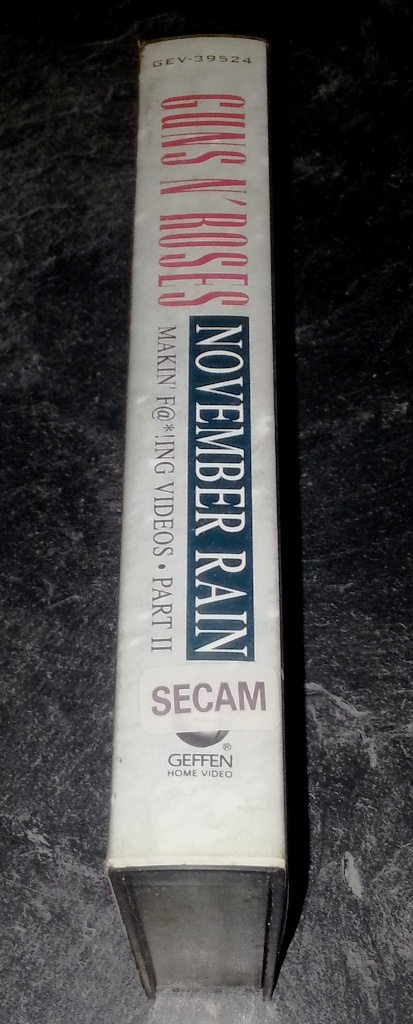 GEV-39524
GUNS N' ROSES
NOVEMBER RAIN
MAKIN' F@*!ING VIDEOS • PART II
SECAM
®
GEFFEN
HOME VIDEO